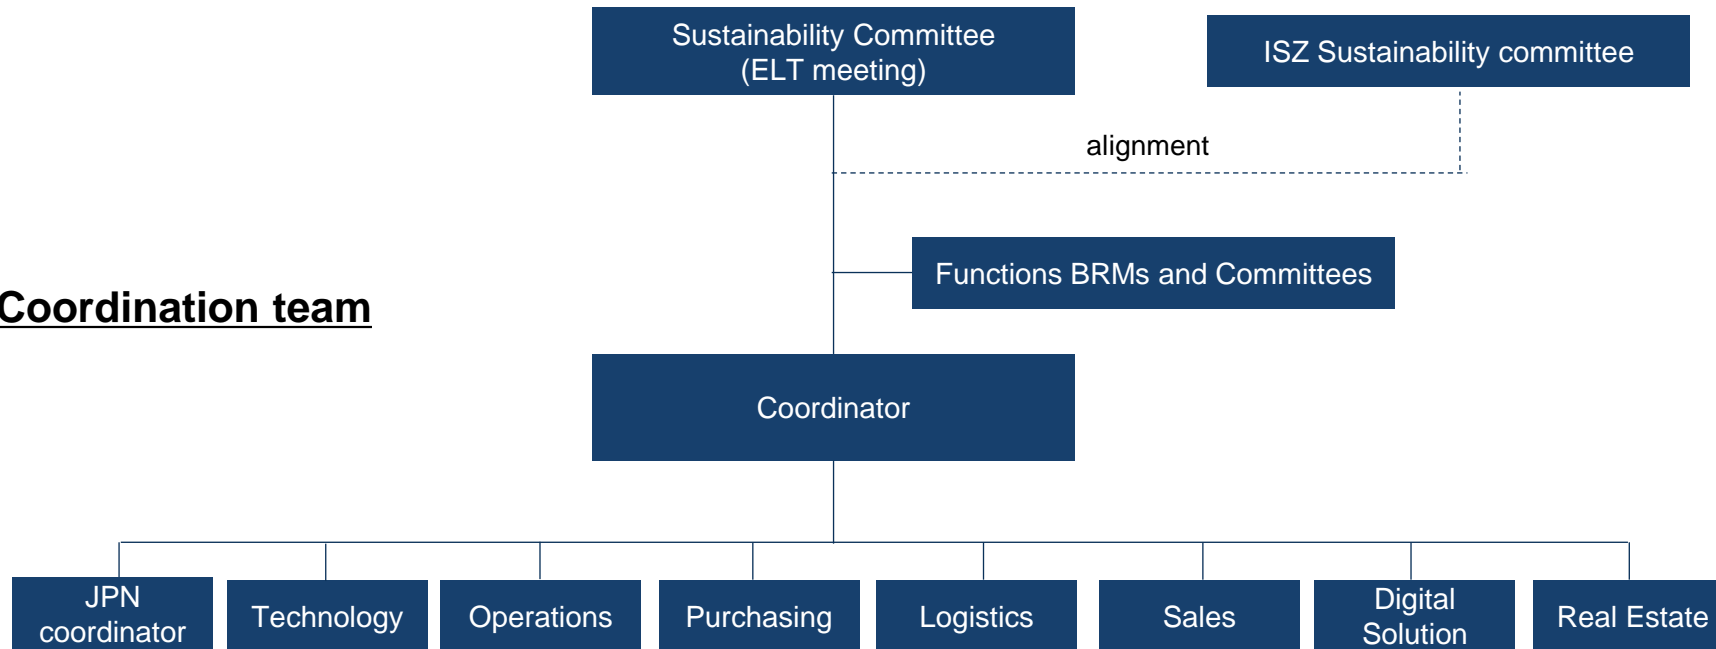 Sustainability Committee
(ELT meeting)
ISZ Sustainability committee
alignment
Functions BRMs and Committees
Coordination team
Coordinator
JPN
coordinator
Technology
Operations
Purchasing
Logistics
Sales
Digital
Solution
Real Estate